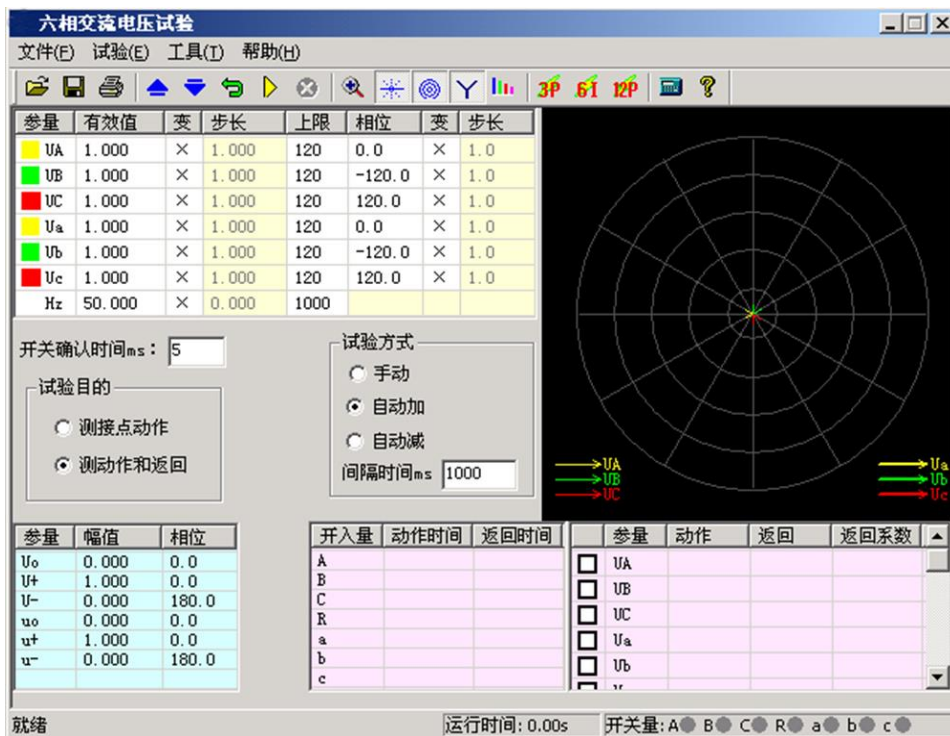 六相交流电压试验
文件(F) 试验(E) 工具(T) 帮助(H)
3P 6I 12P
参量 有效值 变 步长 上限 相位 变 步长
UA 1.000 × 1.000 120 0.0 × 1.0
UB 1.000 × 1.000 120 -120.0 × 1.0
UC 1.000 × 1.000 120 120.0 × 1.0
Ua 1.000 × 1.000 120 0.0 × 1.0
Ub 1.000 × 1.000 120 -120.0 × 1.0
Uc 1.000 × 1.000 120 120.0 × 1.0
Hz 50.000 × 0.000 1000
开关确认时间ms: 5
试验目的
测接点动作
测动作和返回
试验方式
手动
自动加
自动减
间隔时间ms 1000
UA
UB
UC
Ua
Ub
Uc
参量 幅值 相位
Uo 0.000 0.0
U+ 1.000 0.0
U- 0.000 180.0
uo 0.000 0.0
u+ 1.000 0.0
u- 0.000 180.0
开入量 动作时间 返回时间
A
B
C
R
a
b
c
参量 动作 返回 返回系数
UA
UB
UC
Ua
Ub
就绪 运行时间: 0.00s 开关量: A B C R a b c